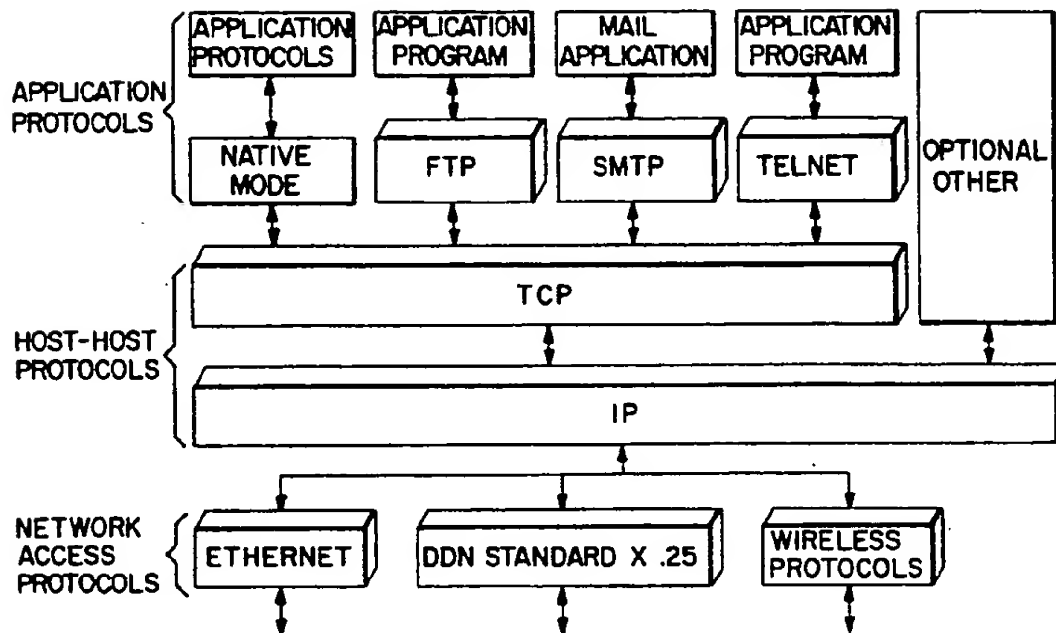 APPLICATION
PROTOCOLS
APPLICATION
PROGRAM
MAIL
APPLICATION
APPLICATION
PROGRAM
APPLICATION
PROTOCOLS
NATIVE
MODE
FTP
SMTP
TELNET
OPTIONAL
OTHER
TCP
HOST-HOST
PROTOCOLS
IP
NETWORK
ACCESS
PROTOCOLS
ETHERNET
DDN STANDARD X .25
WIRELESS
PROTOCOLS